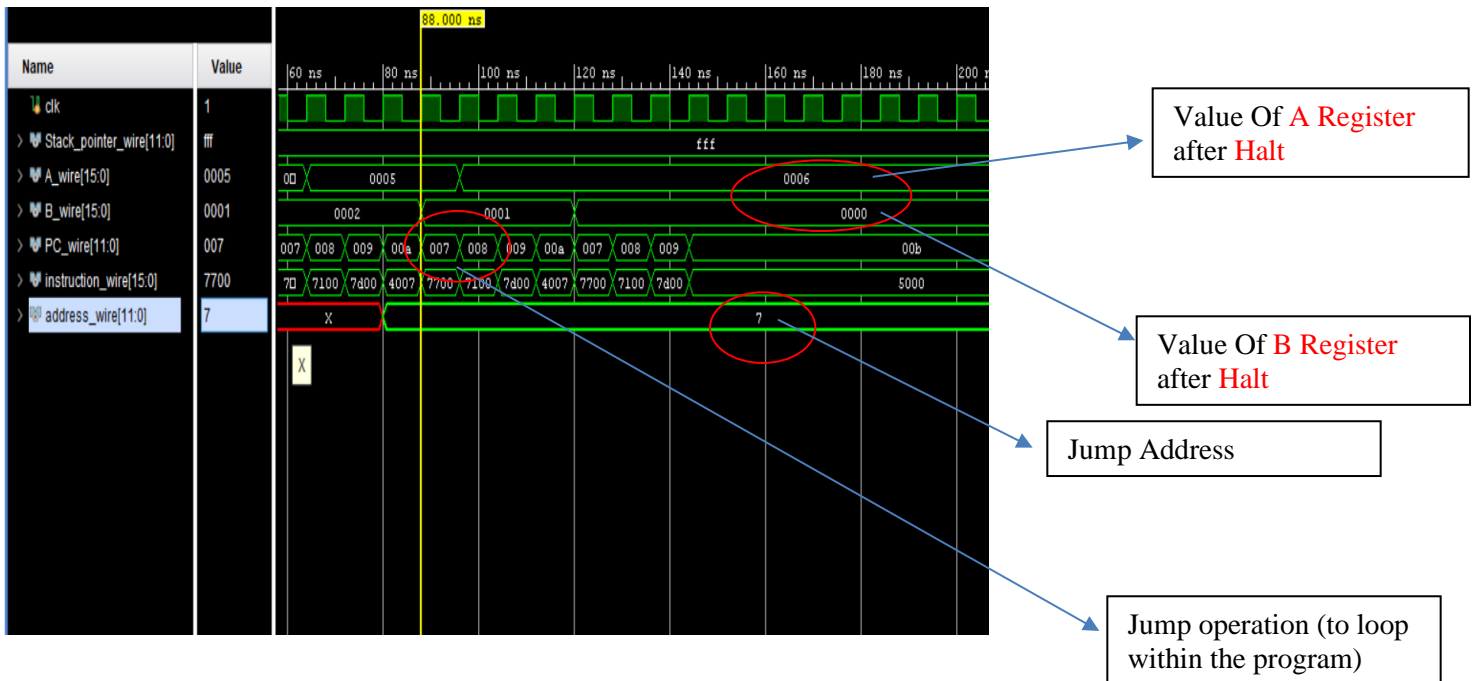 88.000 ns
Name Value
60 ns 80 ns 100 ns 120 ns 140 ns 160 ns 180 ns 200
clk 1
Stack_pointer_wire[11:0] fff fff
A_wire[15:0] 0005 0005 0006
B_wire[15:0] 0001 0002 0001 0000
PC_wire[11:0] 007 007 008 009 00a 007 008 009 00a 007 008 009 00b
instruction_wire[15:0] 7700 7100 7d00 4007 7700 7100 7d00 4007 7700 7100 7d00 5000
address_wire[11:0] 7 X 7
X
Value Of A Register
after Halt
Value Of B Register
after Halt
Jump Address
Jump operation (to loop
within the program)